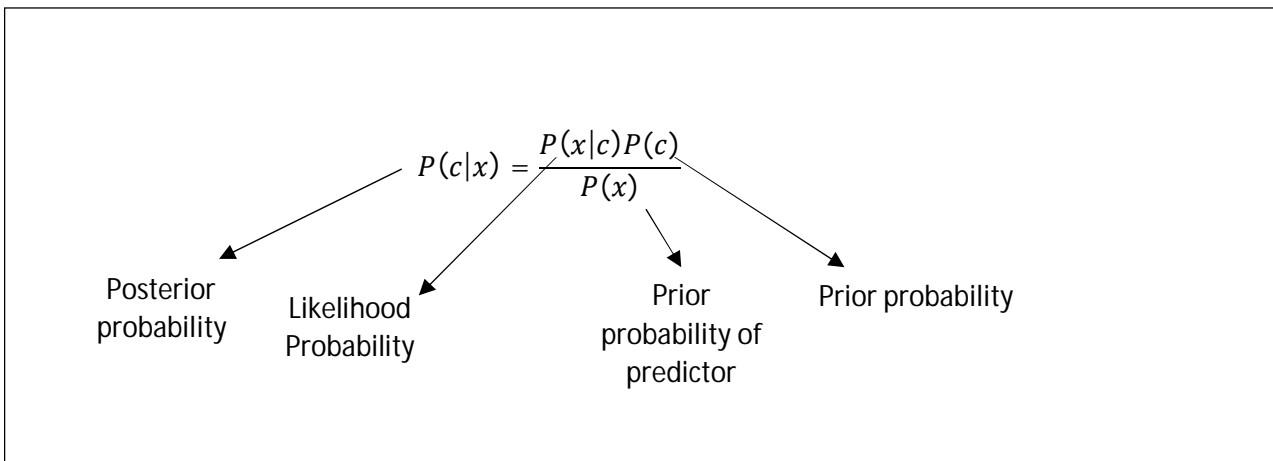 P(c|x) = P(x|c)P(c)
P(x)
Posterior
probability
Likelihood
Probability
Prior
probability of
predictor
Prior probability